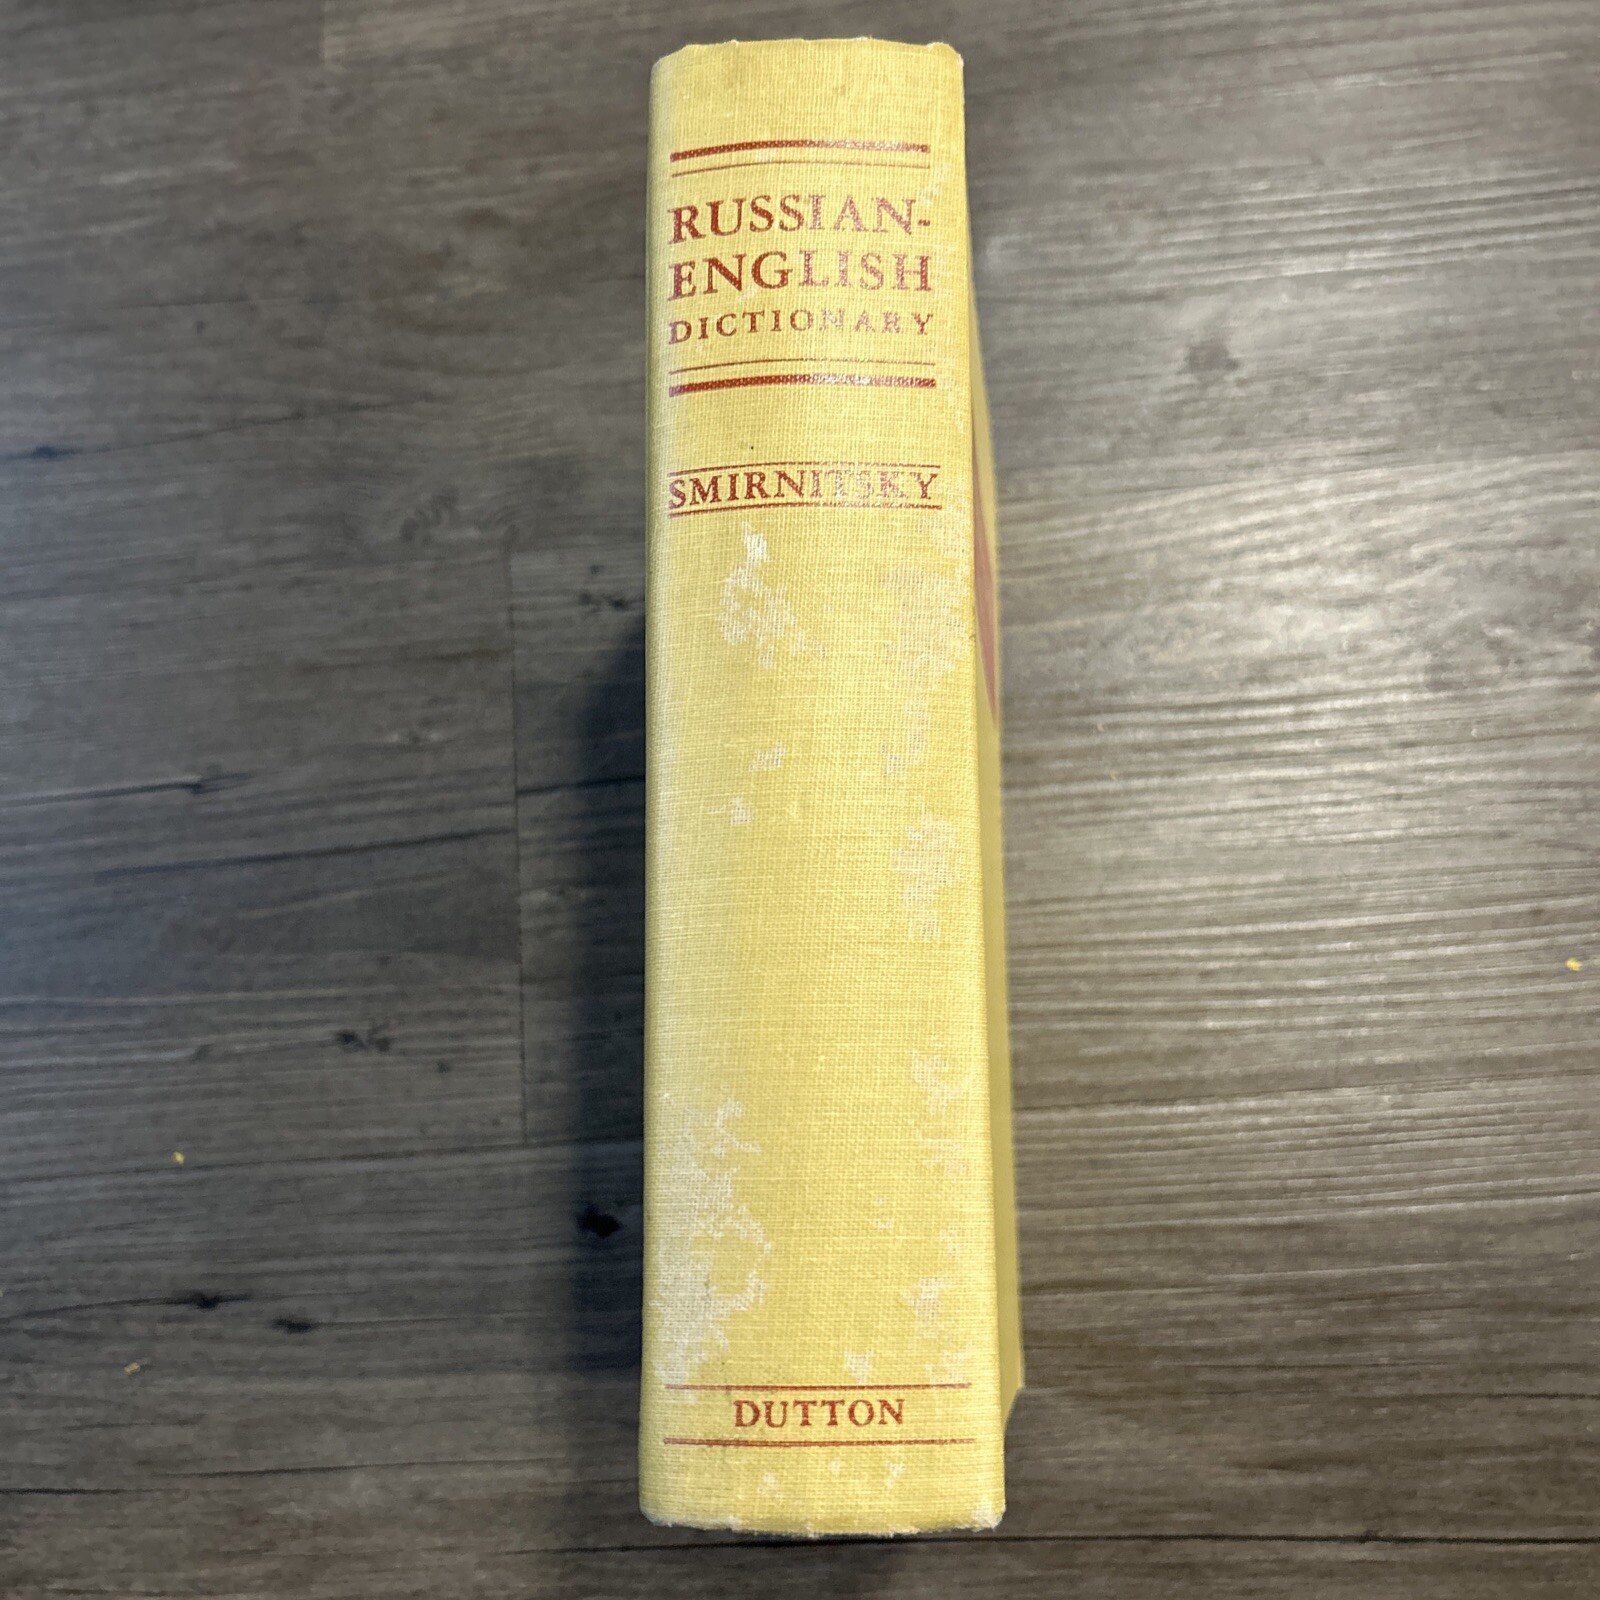 RUSSIAN-
ENGLISH
DICTIONARY
SMIRNITSKY
DUTTON